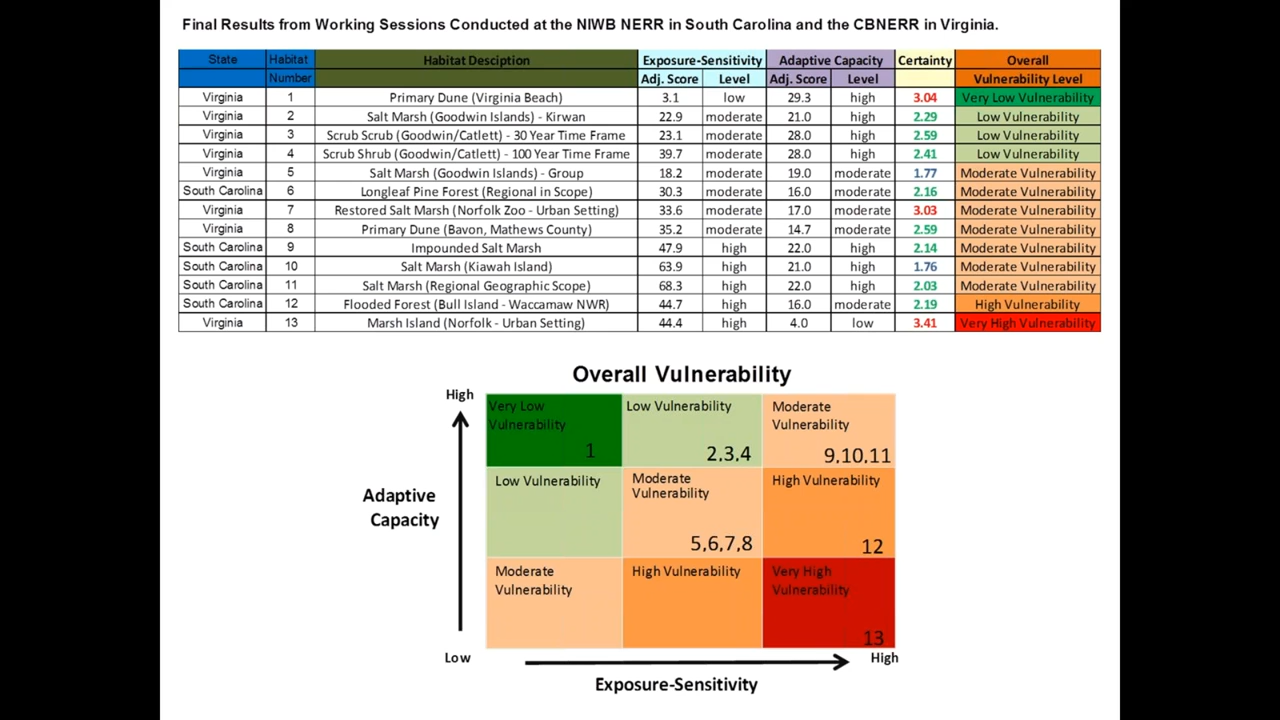 Final Results from Working Sessions Conducted at the NIWB NERR in South Carolina and the CBNERR in Virginia.
State Habitat Habitat Desciption Exposure-Sensitivity Adaptive Capacity Certainty Overall
Number Adj. Score Level Adj. Score Level Vulnerability Level
Virginia 1 Primary Dune (Virginia Beach) 3.1 low 29.3 high 3.04 Very Low Vulnerability
Virginia 2 Salt Marsh (Goodwin Islands) - Kirwan 22.9 moderate 21.0 high 2.29 Low Vulnerability
Virginia 3 Scrub Scrub (Goodwin/Catlett) - 30 Year Time Frame 23.1 moderate 28.0 high 2.59 Low Vulnerability
Virginia 4 Scrub Shrub (Goodwin/Catlett) - 100 Year Time Frame 39.7 moderate 28.0 high 2.41 Low Vulnerability
Virginia 5 Salt Marsh (Goodwin Islands) - Group 18.2 moderate 19.0 moderate 1.77 Moderate Vulnerability
South Carolina 6 Longleaf Pine Forest (Regional in Scope) 30.3 moderate 16.0 moderate 2.16 Moderate Vulnerability
Virginia 7 Restored Salt Marsh (Norfolk Zoo - Urban Setting) 33.6 moderate 17.0 moderate 3.03 Moderate Vulnerability
Virginia 8 Primary Dune (Bavon, Mathews County) 35.2 moderate 14.7 moderate 2.59 Moderate Vulnerability
South Carolina 9 Impounded Salt Marsh 47.9 high 22.0 high 2.14 Moderate Vulnerability
South Carolina 10 Salt Marsh (Kiawah Island) 63.9 high 21.0 high 1.76 Moderate Vulnerability
South Carolina 11 Salt Marsh (Regional Geographic Scope) 68.3 high 22.0 high 2.03 Moderate Vulnerability
South Carolina 12 Flooded Forest (Bull Island - Waccamaw NWR) 44.7 high 16.0 moderate 2.19 High Vulnerability
Virginia 13 Marsh Island (Norfolk - Urban Setting) 44.4 high 4.0 low 3.41 Very High Vulnerability
Overall Vulnerability
High
Very Low
Vulnerability
1
Low Vulnerability
2,3,4
Moderate
Vulnerability
9,10,11
Adaptive
Capacity
Low Vulnerability
Moderate
Vulnerability
5,6,7,8
High Vulnerability
12
Moderate
Vulnerability
High Vulnerability
Very High
Vulnerability
13
Low
High
Exposure-Sensitivity